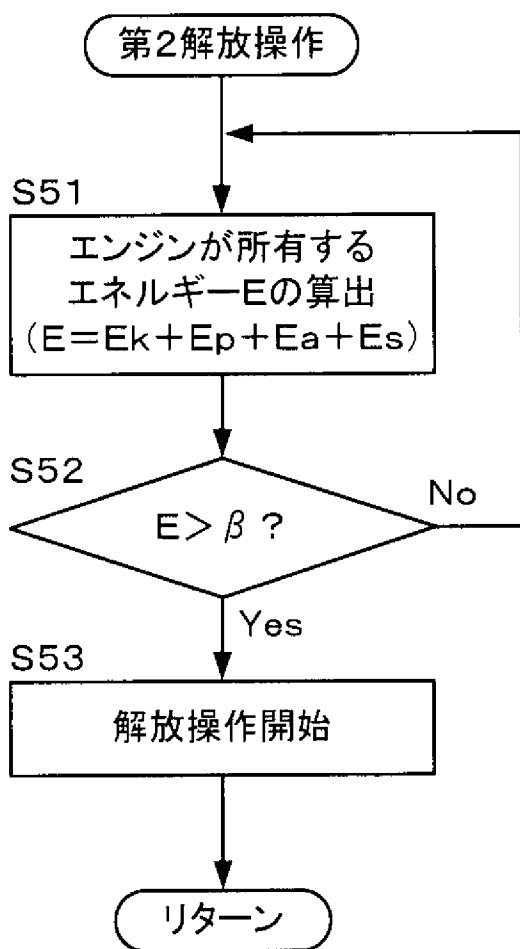 第2解放操作
S51
エンジンが所有する
エネルギーEの算出
(E=Ek+Ep+Ea+Es)
S52
E>β?
No
Yes
S53
解放操作開始
リターン